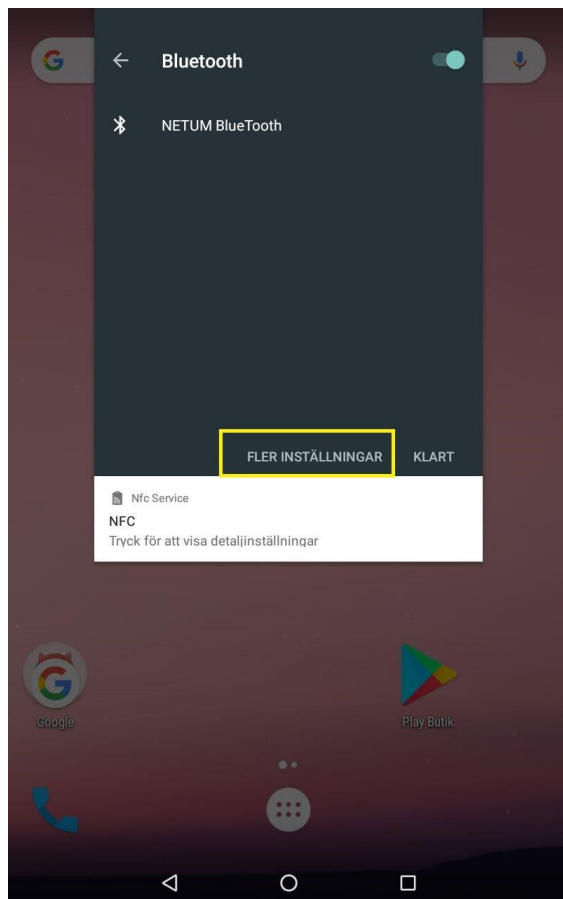 Bluetooth
NETUM BlueTooth
FLER INSTÄLLNINGAR KLART
Nfc Service
NFC
Tryck för att visa detaljinställningar
Google
Play Butik